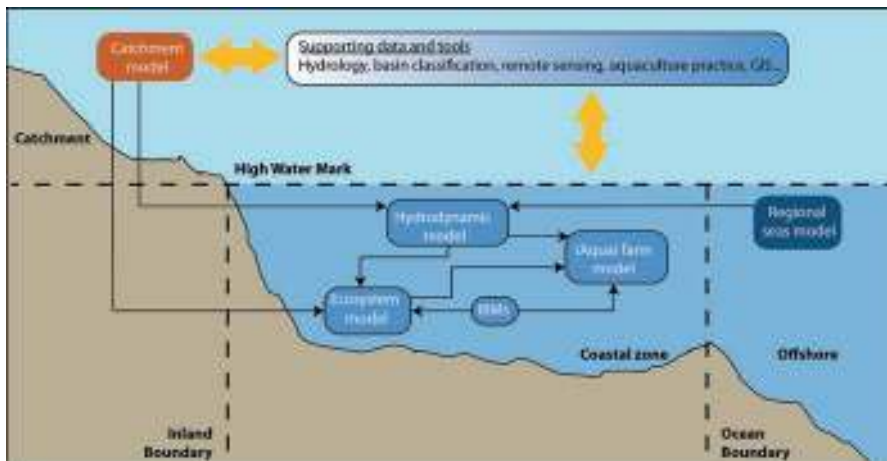 Catchment
model
Supporting data and tools
Hydrology, basin classification, remote sensing, aquaculture practice, GIS...
Catchment
High Water Mark
Hydrodynamic
model
Regional
seas model
(Aqua) farm
model
Ecosystem
model
Coastal zone
Offshore
Inland
Boundary
Ocean
Boundary